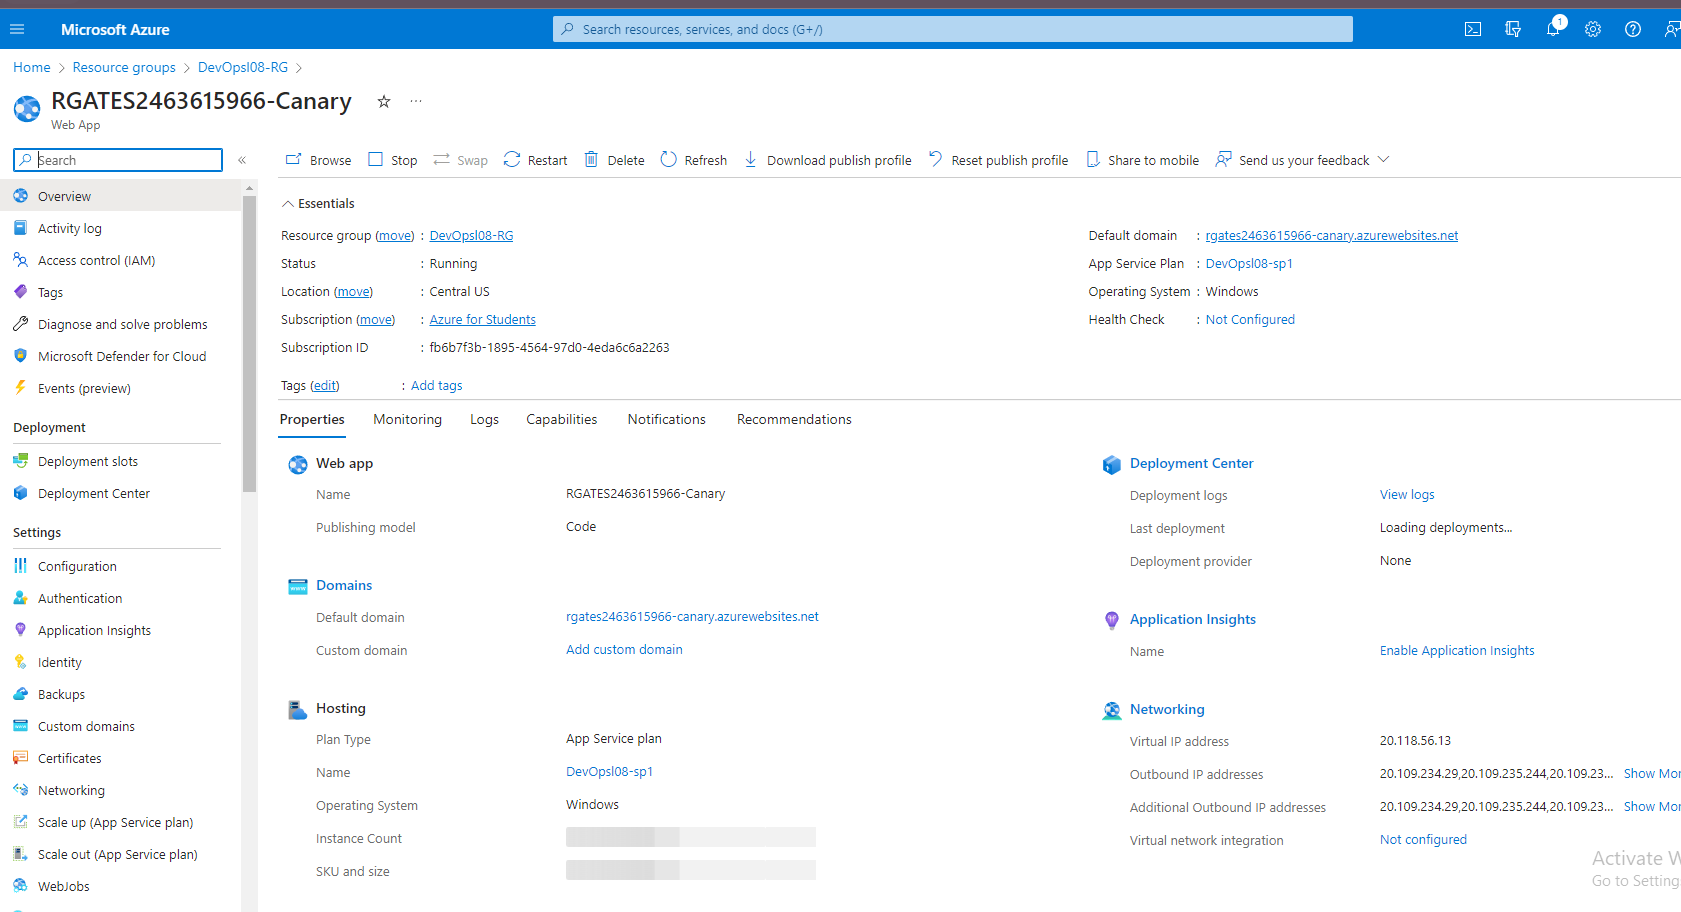 Microsoft Azure
Search resources, services, and docs (G+/)
1
Home > Resource groups > DevOpsl08-RG >
RGATES2463615966-Canary
Web App
Search
«
Browse Stop Swap Restart Delete Refresh Download publish profile Reset publish profile Share to mobile Send us your feedback
Overview
Activity log
Access control (IAM)
Tags
Diagnose and solve problems
Microsoft Defender for Cloud
Events (preview)
Deployment
Deployment slots
Deployment Center
Settings
Configuration
Authentication
Application Insights
Identity
Backups
Custom domains
Certificates
Networking
Scale up (App Service plan)
Scale out (App Service plan)
WebJobs
Essentials
Resource group (move) : DevOpsl08-RG
Status : Running
Location (move) : Central US
Subscription (move) : Azure for Students
Subscription ID : fb6b7f3b-1895-4564-97d0-4eda6c6a2263
Tags (edit) : Add tags
Default domain : rgates2463615966-canary.azurewebsites.net
App Service Plan : DevOpsl08-sp1
Operating System : Windows
Health Check : Not Configured
Properties Monitoring Logs Capabilities Notifications Recommendations
Web app
Name RGATES2463615966-Canary
Publishing model Code
Domains
Default domain rgates2463615966-canary.azurewebsites.net
Custom domain Add custom domain
Hosting
Plan Type App Service plan
Name DevOpsl08-sp1
Operating System Windows
Instance Count
SKU and size
Deployment Center
Deployment logs View logs
Last deployment Loading deployments...
Deployment provider None
Application Insights
Name Enable Application Insights
Networking
Virtual IP address 20.118.56.13
Outbound IP addresses 20.109.234.29,20.109.235.244,20.109.23... Show Mor
Additional Outbound IP addresses 20.109.234.29,20.109.235.244,20.109.23... Show Mor
Virtual network integration Not configured
Activate W
Go to Setting